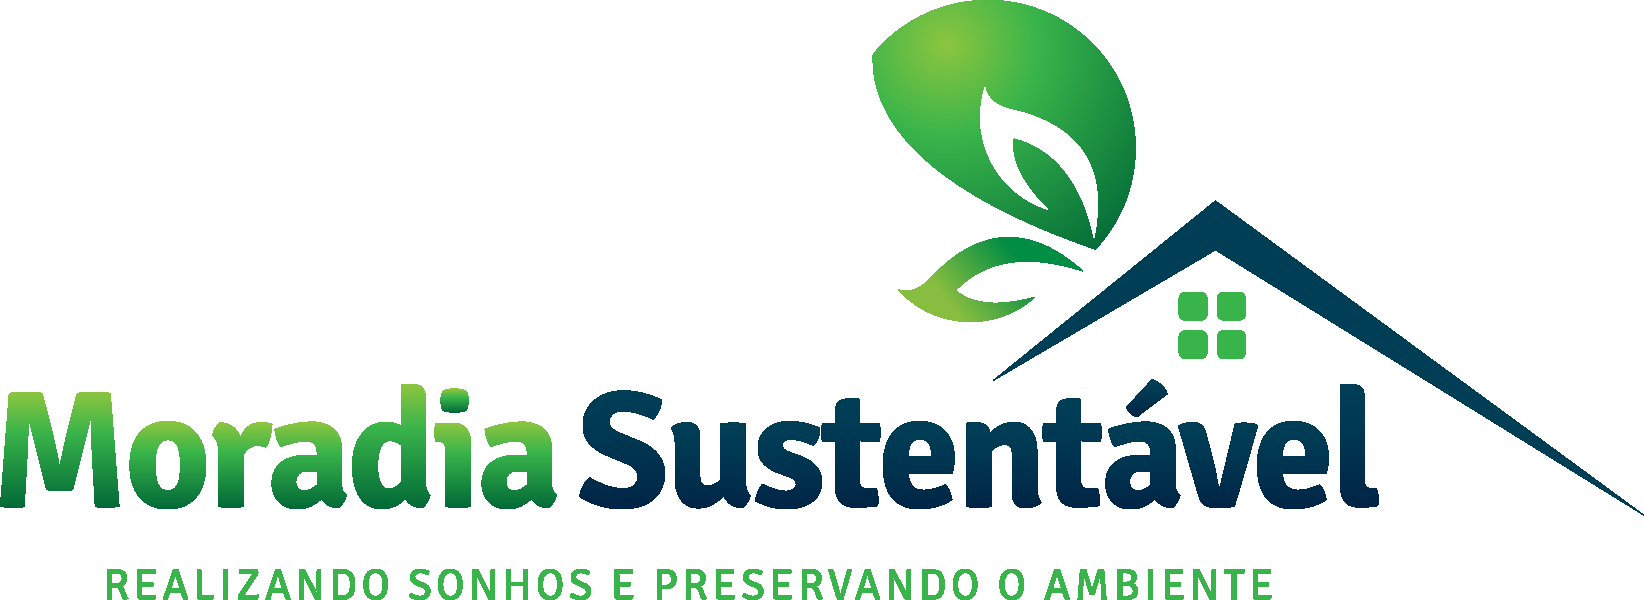 Moradia Sustentável
REALIZANDO SONHOS E PRESERVANDO O AMBIENTE